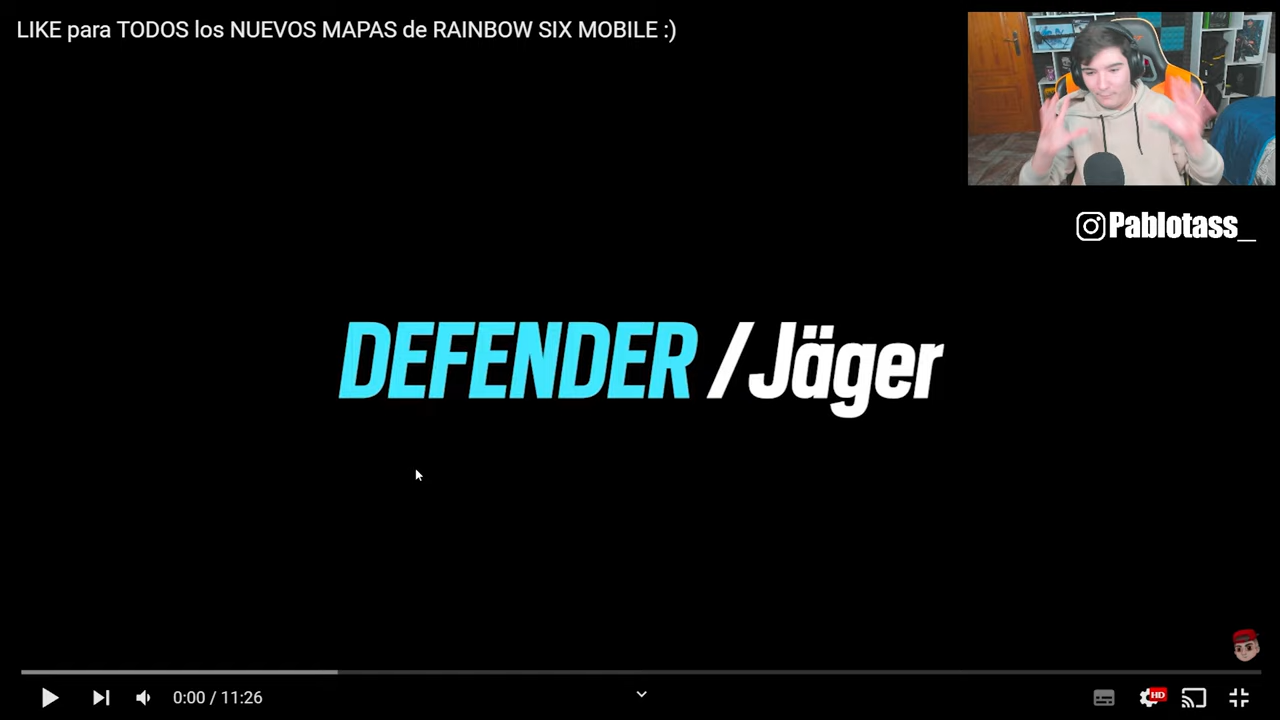 LIKE para TODOS los NUEVOS MAPAS de RAINBOW SIX MOBILE :)
Pablotass_
DEFENDER / Jäger
0:00 / 11:26
HD